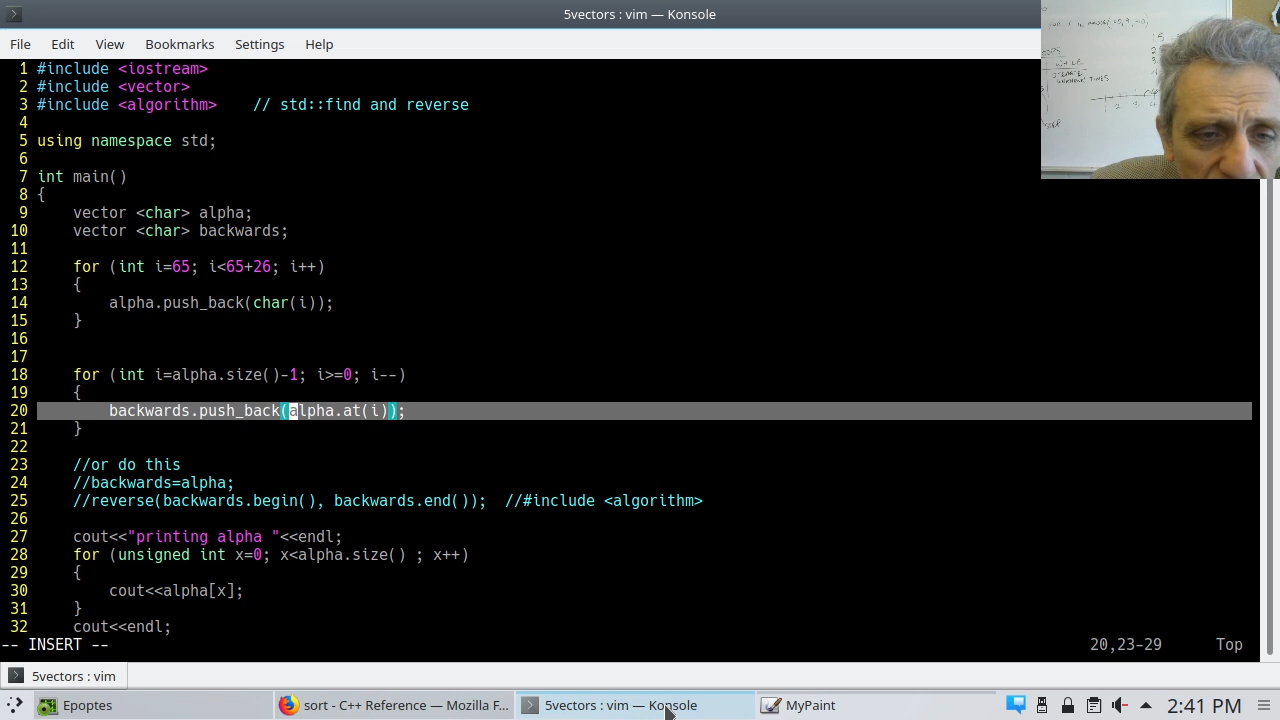 5vectors : vim — Konsole
File Edit View Bookmarks Settings Help
1 #include <iostream>
2 #include <vector>
3 #include <algorithm>    // std::find and reverse
4
5 using namespace std;
6
7 int main()
8 {
9     vector <char> alpha;
10     vector <char> backwards;
11
12     for (int i=65; i<65+26; i++)
13     {
14         alpha.push_back(char(i));
15     }
16
17
18     for (int i=alpha.size()-1; i>=0; i--)
19     {
20         backwards.push_back(alpha.at(i));
21     }
22
23     //or do this
24     //backwards=alpha;
25     //reverse(backwards.begin(), backwards.end());  //#include <algorithm>
26
27     cout<<"printing alpha "<<endl;
28     for (unsigned int x=0; x<alpha.size() ; x++)
29     {
30         cout<<alpha[x];
31     }
32     cout<<endl;
-- INSERT -- 20,23-29 Top
5vectors : vim
Epoptes sort - C++ Reference — Mozilla F... 5vectors : vim — Konsole MyPaint 2:41 PM